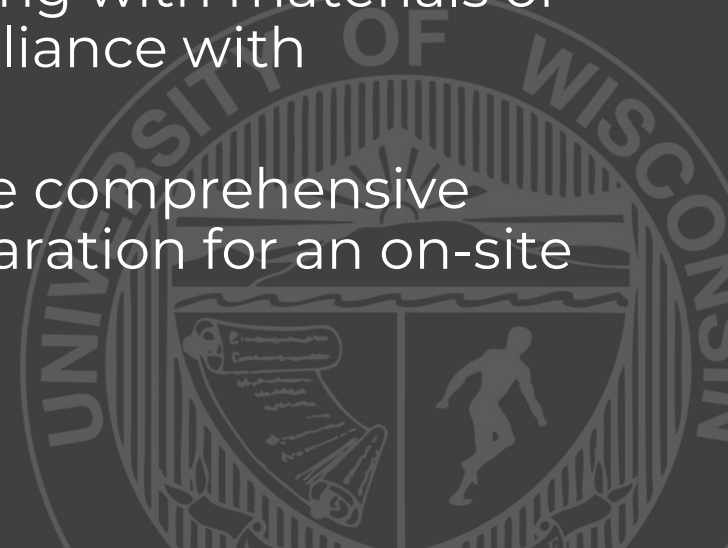 liance with
e comprehensive
aration for an on-site
UNIVERSITY OF WISCONSIN